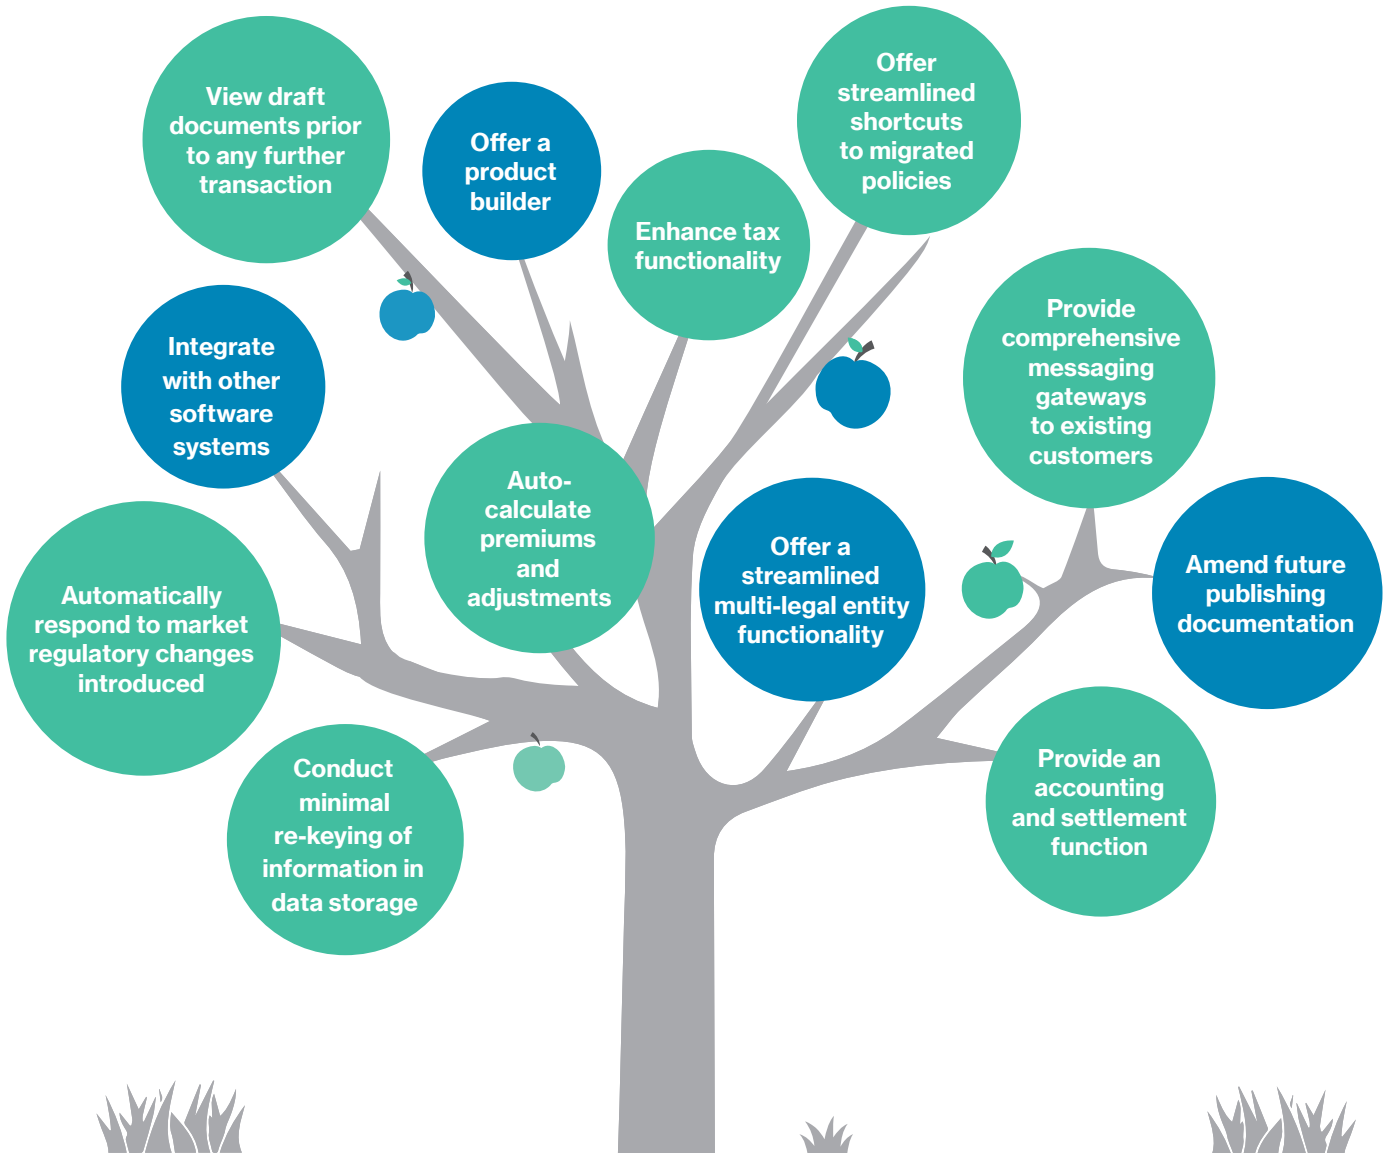 View draft
documents prior
to any further
transaction
Offer a
product
builder
Offer
streamlined
shortcuts
to migrated
policies
Enhance tax
functionality
Integrate
with other
software
systems
Provide
comprehensive
messaging
gateways
to existing
customers
Auto-
calculate
premiums
and
adjustments
Offer a
streamlined
multi-legal entity
functionality
Amend future
publishing
documentation
Automatically
respond to market
regulatory changes
introduced
Conduct
minimal
re-keying of
information in
data storage
Provide an
accounting
and settlement
function